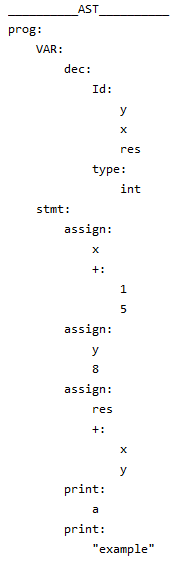 __________AST__________
prog:
    VAR:
        dec:
            Id:
                y
                x
                res
            type:
                int
    stmt:
        assign:
            x
            +:
                1
                5
        assign:
            y
            8
        assign:
            res
            +:
                x
                y
        print:
            a
        print:
            "example"